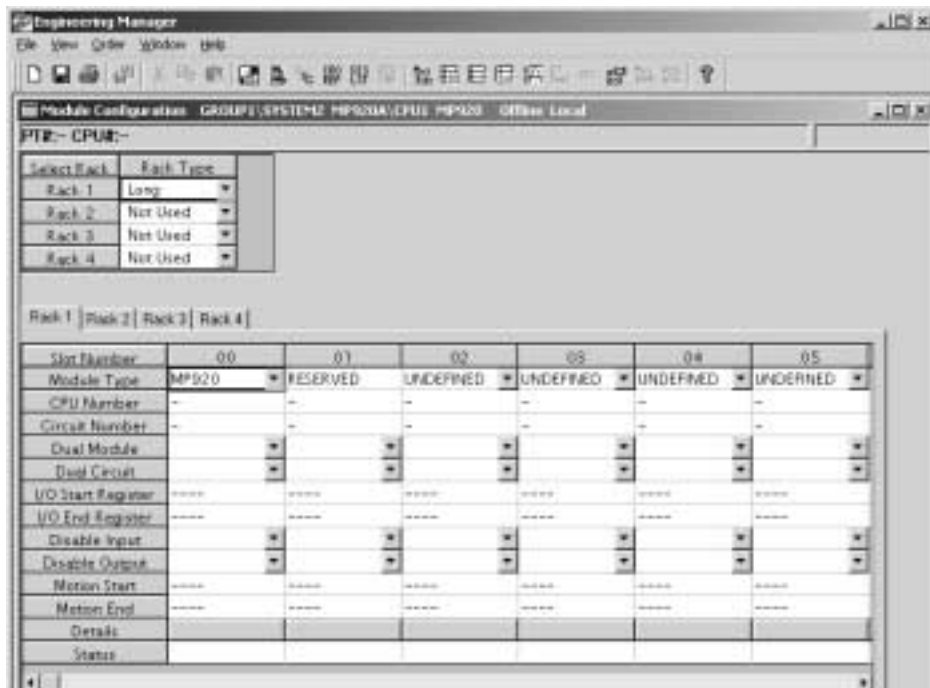 Engineering Manager
File View Order Window Help
Module Configuration GROUP1\SYSTEMZ MP920A\CPU1 MP920 Offline Local
PT#:- CPU#:-
Select Rack Rack Type
Rack 1 Long
Rack 2 Not Used
Rack 3 Not Used
Rack 4 Not Used
Rack 1 Rack 2 Rack 3 Rack 4
Slot Number 00 01 02 03 04 05
Module Type MP920 RESERVED UNDEFINED UNDEFINED UNDEFINED UNDEFINED
CPU Number - - - - - -
Circuit Number - - - - - -
Dual Module
Dual Circuit
I/O Start Register ---- ---- ---- ---- ---- ----
I/O End Register ---- ---- ---- ---- ---- ----
Disable Input
Disable Output
Motion Start ---- ---- ---- ---- ---- ----
Motion End ---- ---- ---- ---- ---- ----
Details
Status